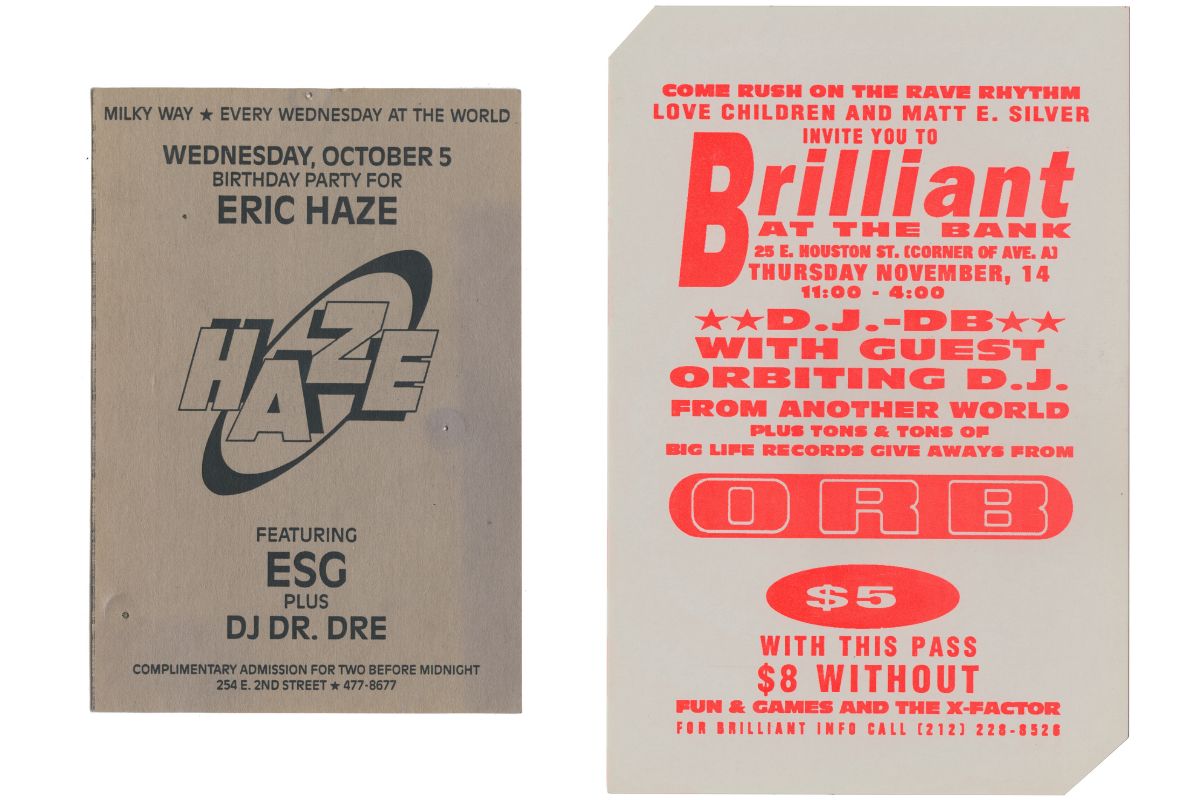 MILKY WAY ★ EVERY WEDNESDAY AT THE WORLD
WEDNESDAY, OCTOBER 5
BIRTHDAY PARTY FOR
ERIC HAZE
HAZE
FEATURING
ESG
PLUS
DJ DR. DRE
COMPLIMENTARY ADMISSION FOR TWO BEFORE MIDNIGHT
254 E. 2ND STREET ★ 477-8677
COME RUSH ON THE RAVE RHYTHM
LOVE CHILDREN AND MATT E. SILVER
INVITE YOU TO
Brilliant
AT THE BANK
25 E. HOUSTON ST. (CORNER OF AVE. A)
THURSDAY NOVEMBER, 14
11:00 - 4:00
★★D.J.-DB★★
WITH GUEST
ORBITING D.J.
FROM ANOTHER WORLD
PLUS TONS & TONS OF
BIG LIFE RECORDS GIVE AWAYS FROM
ORB
$5
WITH THIS PASS
$8 WITHOUT
FUN & GAMES AND THE X-FACTOR
FOR BRILLIANT INFO CALL (212) 228-8526